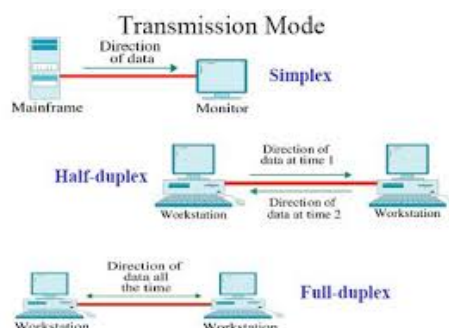 Transmission Mode
Direction
of data
Simplex
Mainframe
Monitor
Direction of
data at time 1
Half-duplex
Direction of
data at time 2
Workstation
Workstation
Direction of
data all
the time
Full-duplex
Workstation
Workstation